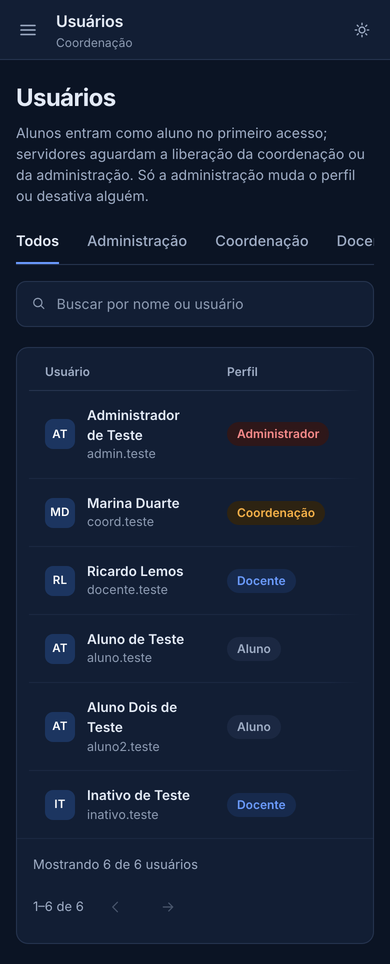 Usuários
Coordenação
Usuários
Alunos entram como aluno no primeiro acesso;
servidores aguardam a liberação da coordenação ou
da administração. Só a administração muda o perfil
ou desativa alguém.
Todos Administração Coordenação Docen
Buscar por nome ou usuário
Usuário Perfil
AT Administrador de Teste admin.teste Administrador
MD Marina Duarte coord.teste Coordenação
RL Ricardo Lemos docente.teste Docente
AT Aluno de Teste aluno.teste Aluno
AT Aluno Dois de Teste aluno2.teste Aluno
IT Inativo de Teste inativo.teste Docente
Mostrando 6 de 6 usuários
1–6 de 6